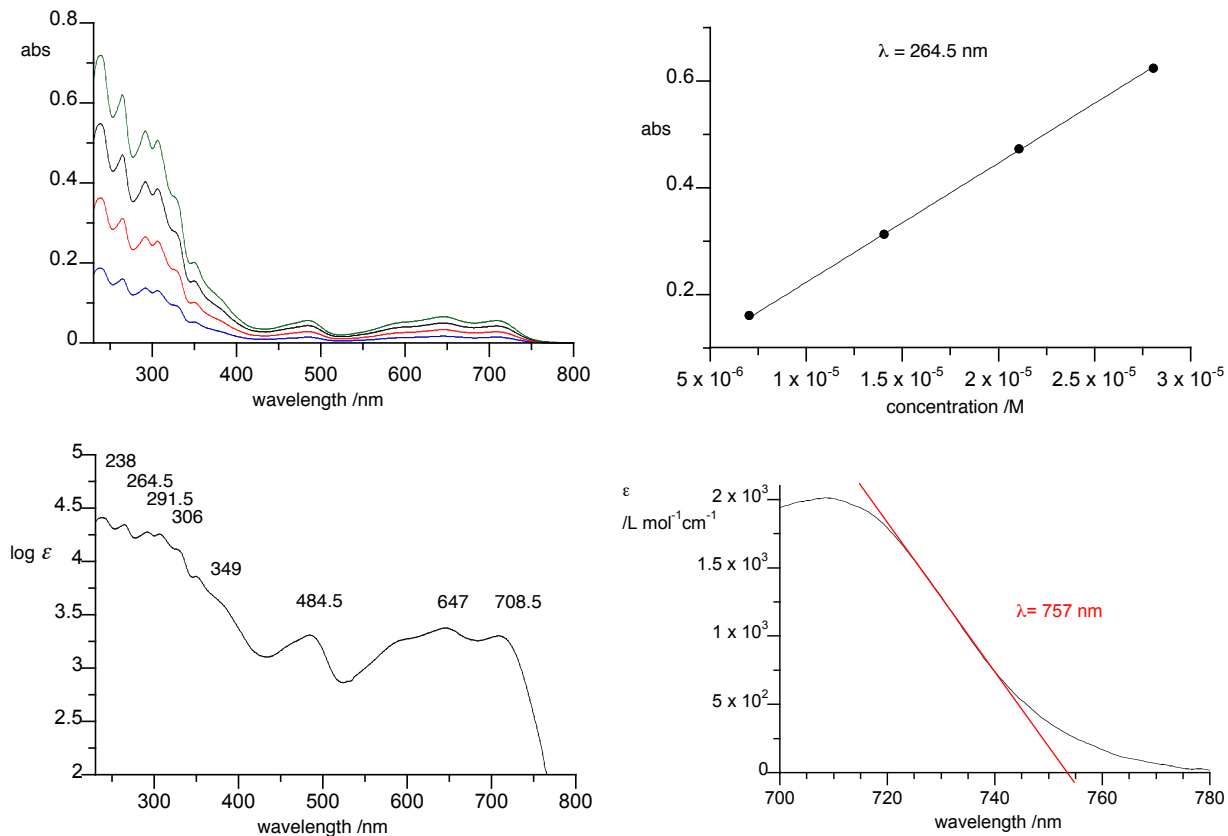 0.8
abs
0.6
0.4
0.2
0
300 400 500 600 700 800
wavelength /nm
λ = 264.5 nm
0.6
abs
0.4
0.2
5 x 10⁻⁶ 1 x 10⁻⁵ 1.5 x 10⁻⁵ 2 x 10⁻⁵ 2.5 x 10⁻⁵ 3 x 10⁻⁵
concentration /M
5
238
264.5
4.5
291.5
306
log ε
4
349
3.5
484.5 647 708.5
3
2.5
2
300 400 500 600 700 800
wavelength /nm
ε
/L mol⁻¹cm⁻¹
2 x 10³
1.5 x 10³
λ= 757 nm
1 x 10³
5 x 10²
0
700 720 740 760 780
wavelength /nm